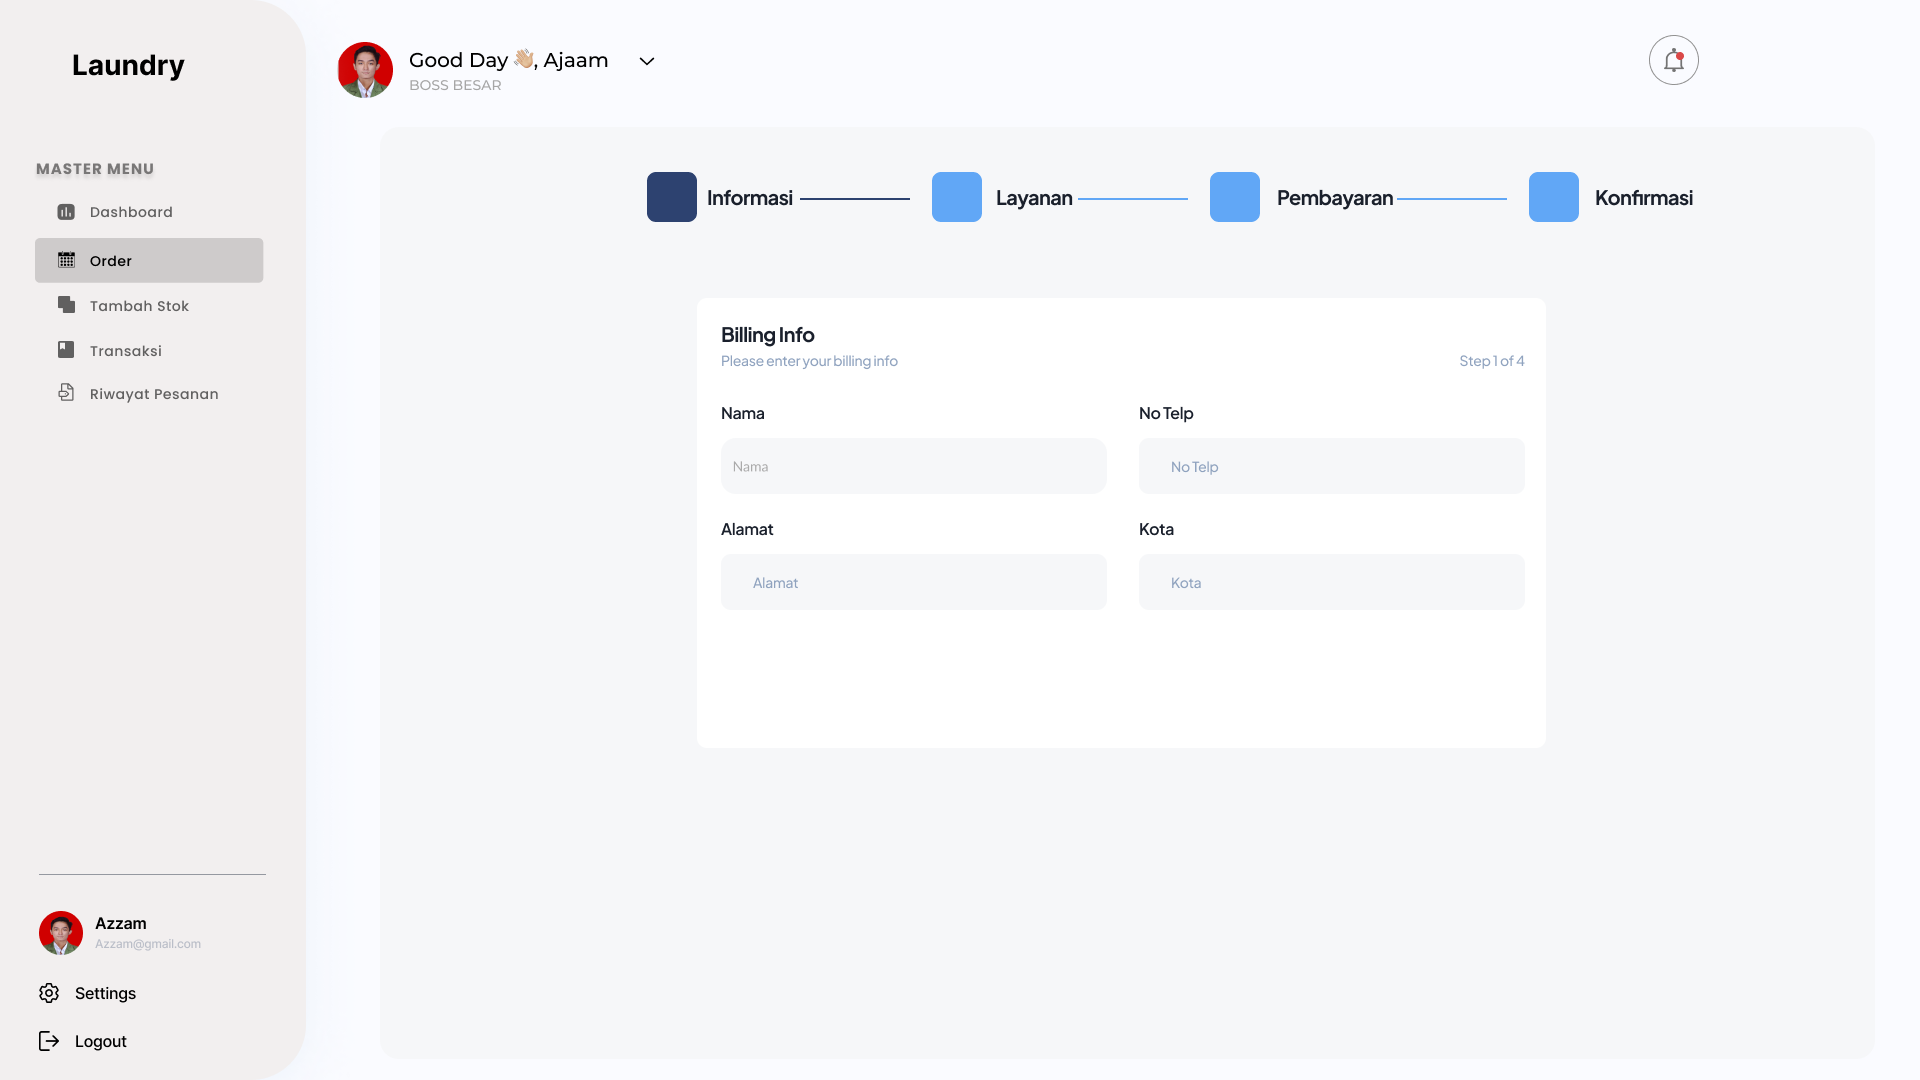 Laundry
MASTER MENU
Dashboard
Order
Tambah Stok
Transaksi
Riwayat Pesanan
Azzam
Azzam@gmail.com
Settings
Logout
Good Day 👋🏼, Ajaam
BOSS BESAR
Informasi
Layanan
Pembayaran
Konfirmasi
Billing Info
Please enter your billing info
Step 1 of 4
Nama
Nama
No Telp
No Telp
Alamat
Alamat
Kota
Kota